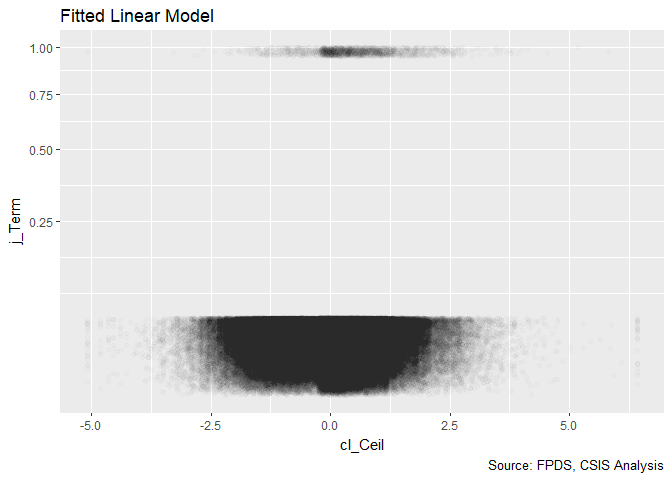 Fitted Linear Model
1.00
0.75
0.50
0.25
j_Term
-5.0
-2.5
0.0
2.5
5.0
cl_Ceil
Source: FPDS, CSIS Analysis